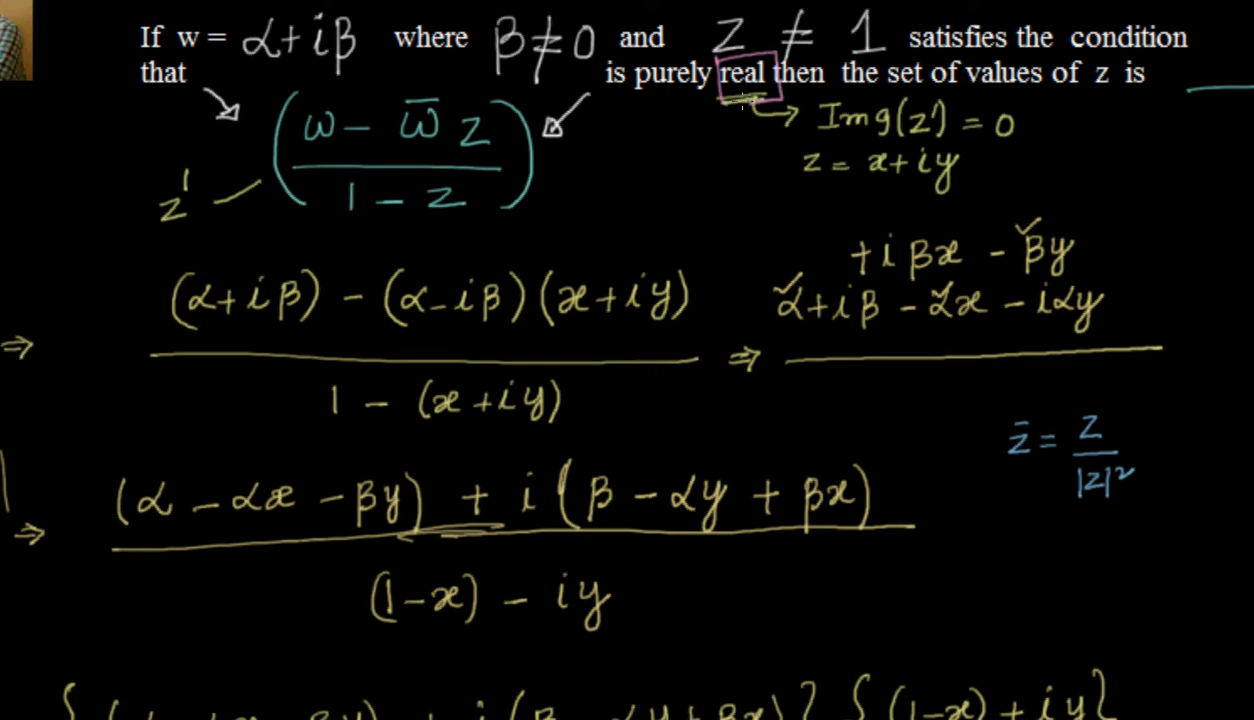 If w = α + iβ where β ≠ 0 and z ≠ 1 satisfies the condition
that is purely real then the set of values of z is
(ω - ω̅ z) / (1 - z)
z' 
Img(z') = 0
z = x + iy
⇒ ((α + iβ) - (α - iβ)(x + iy)) / (1 - (x + iy))
+ iβx - βy
⇒ α + iβ - αx - iαy
z̄ = z / |z|²
⇒ ((α - αx - βy) + i(β - αy + βx)) / ((1-x) - iy)